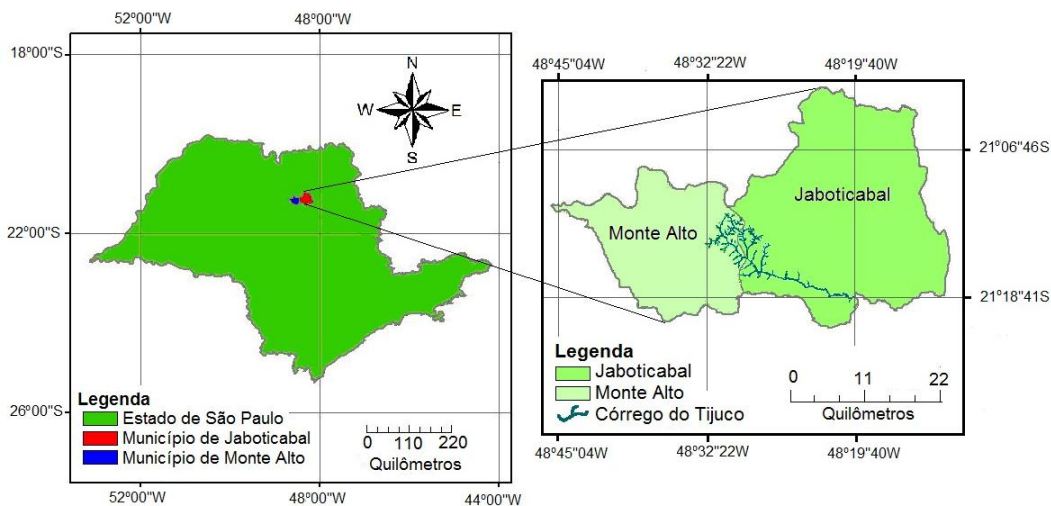 52°00"W
48°00"W
18°00"S
22°00"S
26°00"S
N
W
E
S
Legenda
Estado de São Paulo
Município de Jaboticabal
Município de Monte Alto
0 110 220
Quilômetros
52°00"W
48°00"W
44°00"W
48°45"04W
48°32"22W
48°19"40W
21°06"46S
21°18"41S
Jaboticabal
Monte Alto
Legenda
Jaboticabal
Monte Alto
Córrego do Tijuco
0 11 22
Quilômetros
48°45"04W
48°32"22W
48°19"40W